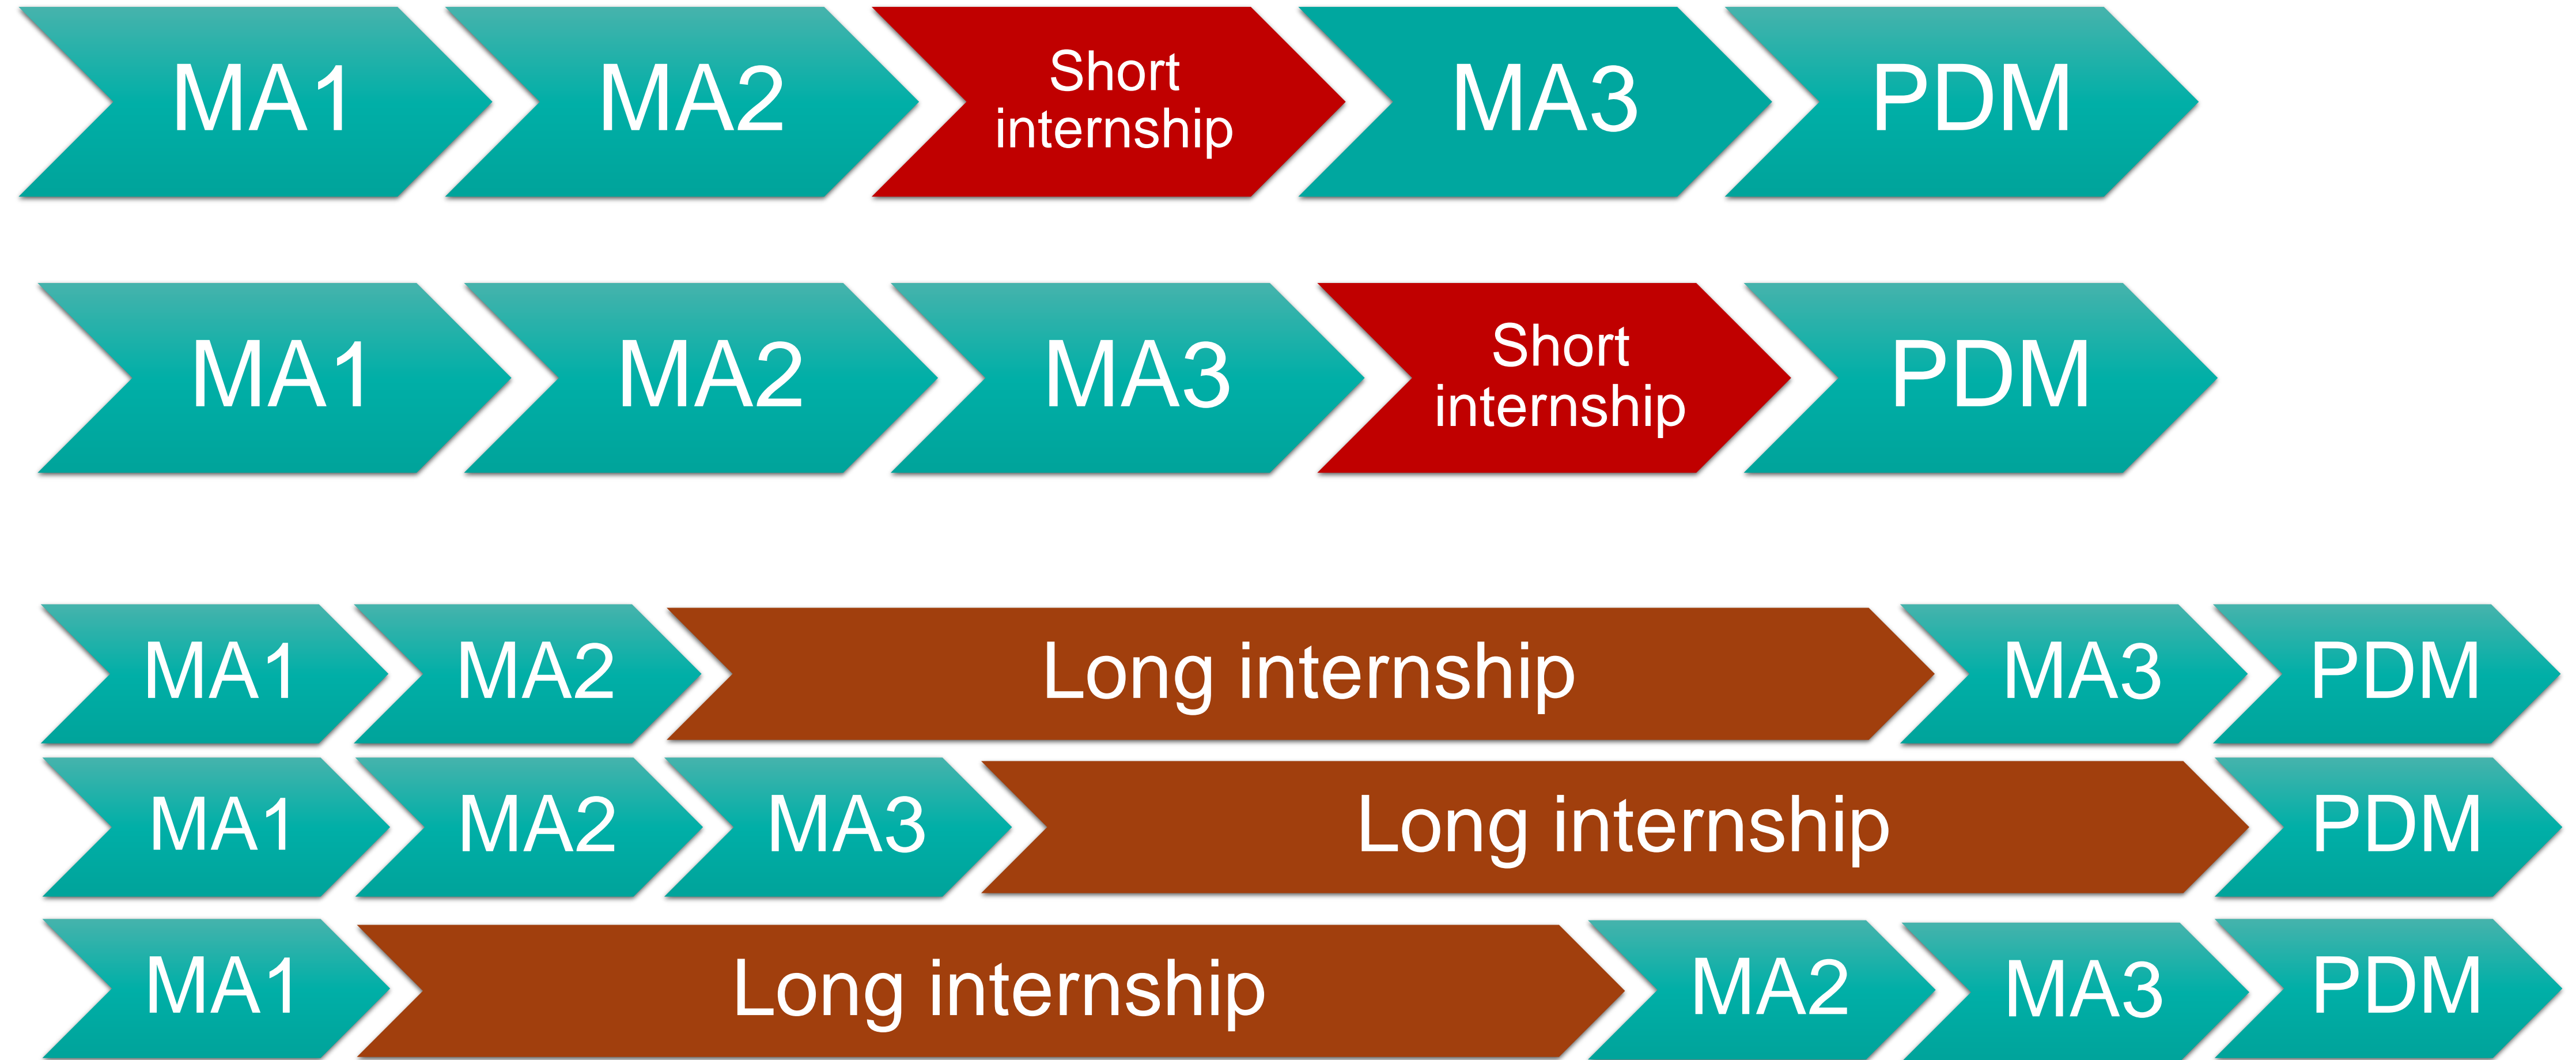 MA1 MA2 Short internship MA3 PDM
MA1 MA2 MA3 Short internship PDM
MA1 MA2 Long internship MA3 PDM
MA1 MA2 MA3 Long internship PDM
MA1 Long internship MA2 MA3 PDM